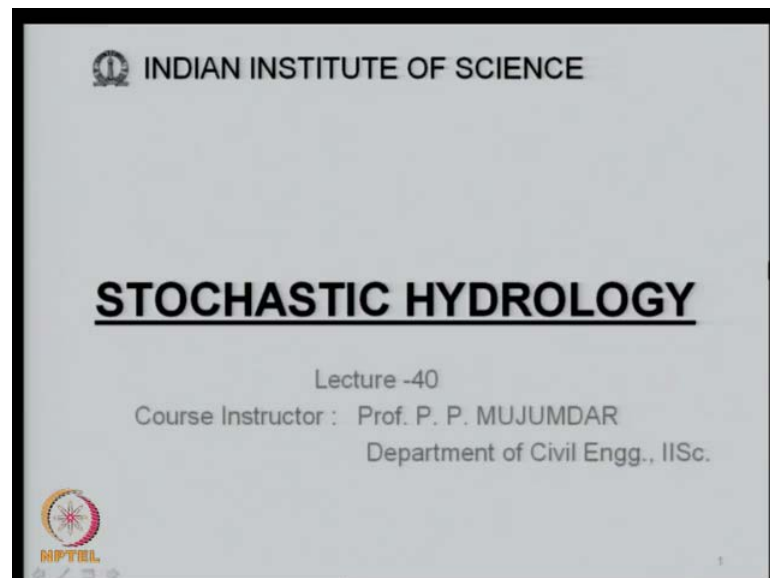 INDIAN INSTITUTE OF SCIENCE
STOCHASTIC HYDROLOGY
Lecture -40
Course Instructor : Prof. P. P. MUJUMDAR
Department of Civil Engg., IISc.
NPTEL
1